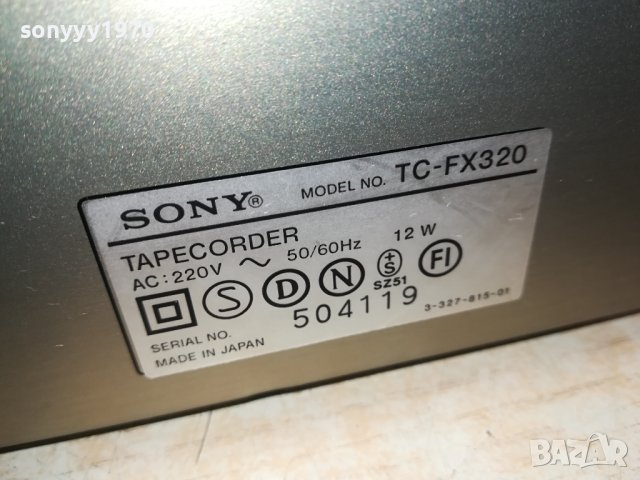 sonyyy1970
SONY® MODEL NO. TC-FX320
TAPECORDER
AC: 220V ~ 50/60Hz 12 W
S D N +S FI
SZ51
SERIAL NO. 504119 3-327-815-01
MADE IN JAPAN
BAZAR